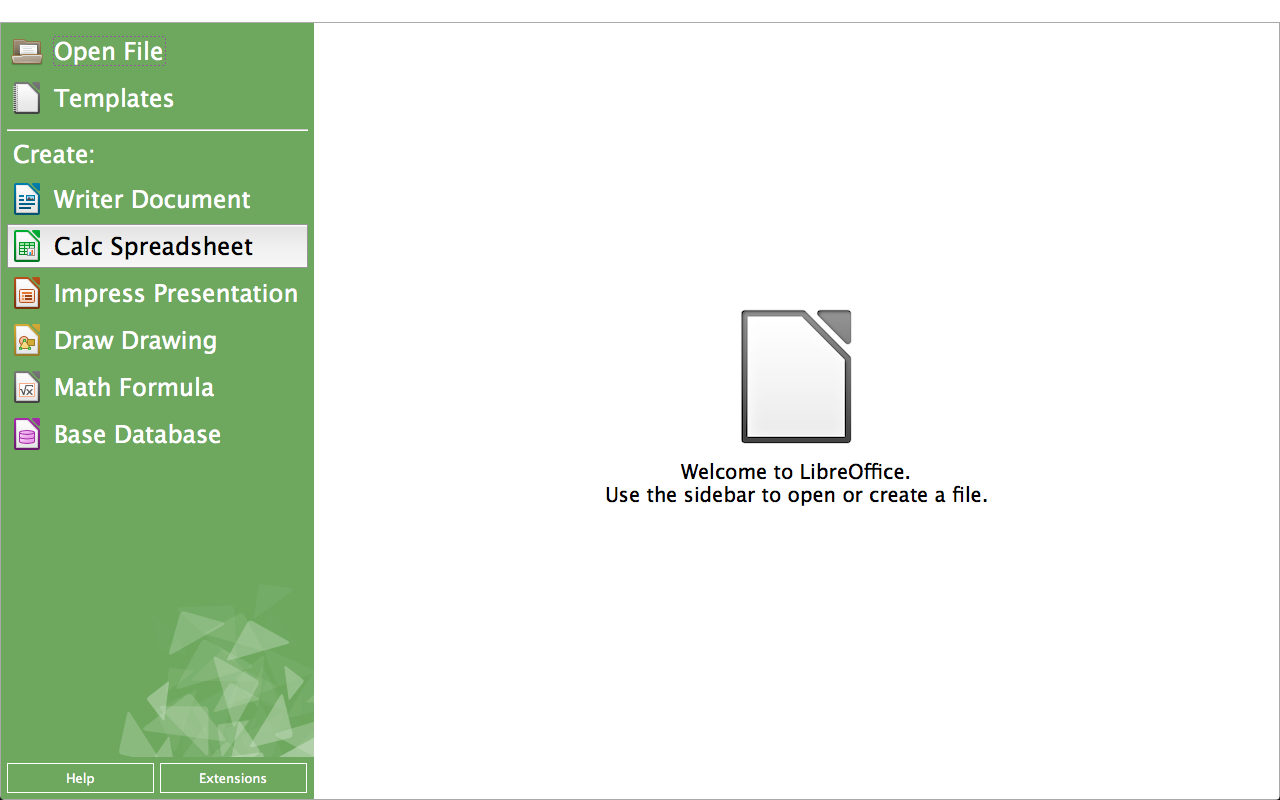 Open File
Templates
Create:
Writer Document
Calc Spreadsheet
Impress Presentation
Draw Drawing
Math Formula
Base Database
Welcome to LibreOffice.
Use the sidebar to open or create a file.
Help
Extensions